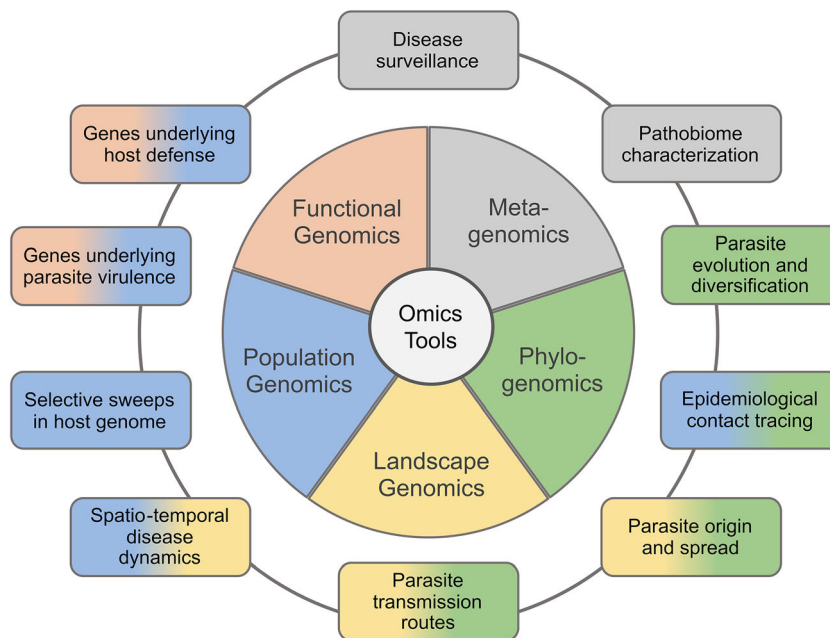 Disease
surveillance
Genes underlying
host defense
Pathobiome
characterization
Functional
Genomics
Meta-
genomics
Genes underlying
parasite virulence
Parasite
evolution and
diversification
Omics
Tools
Population
Genomics
Phylo-
genomics
Selective sweeps
in host genome
Epidemiological
contact tracing
Landscape
Genomics
Spatio-temporal
disease
dynamics
Parasite origin
and spread
Parasite
transmission
routes